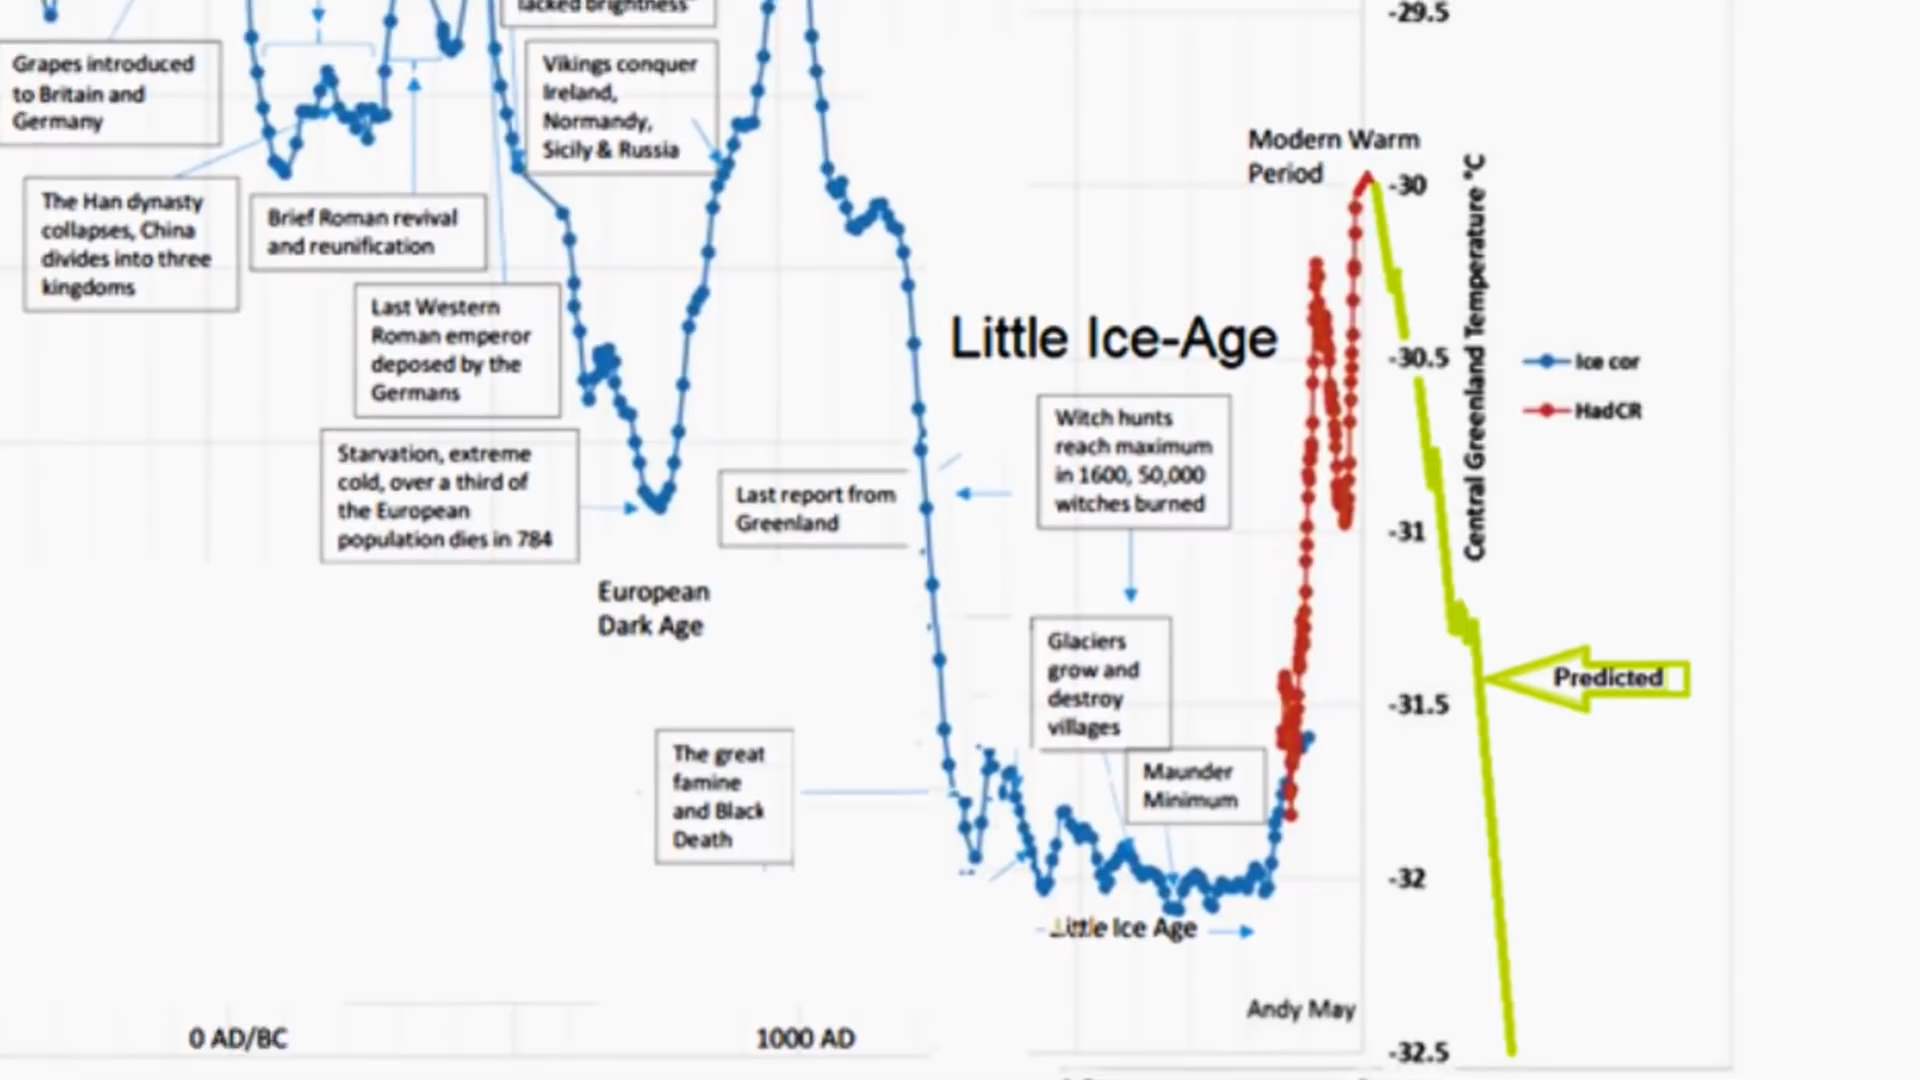 lacked brightness"
-29.5
Grapes introduced
to Britain and
Germany
Vikings conquer
Ireland,
Normandy,
Sicily & Russia
Modern Warm
Period
-30
The Han dynasty
collapses, China
divides into three
kingdoms
Brief Roman revival
and reunification
Last Western
Roman emperor
deposed by the
Germans
Little Ice-Age
-30.5
Central Greenland Temperature °C
Ice cor
HadCR
Starvation, extreme
cold, over a third of
the European
population dies in 784
Last report from
Greenland
Witch hunts
reach maximum
in 1600, 50,000
witches burned
-31
European
Dark Age
Glaciers
grow and
destroy
villages
Predicted
-31.5
The great
famine
and Black
Death
Maunder
Minimum
-32
Little Ice Age
Andy May
0 AD/BC
1000 AD
-32.5